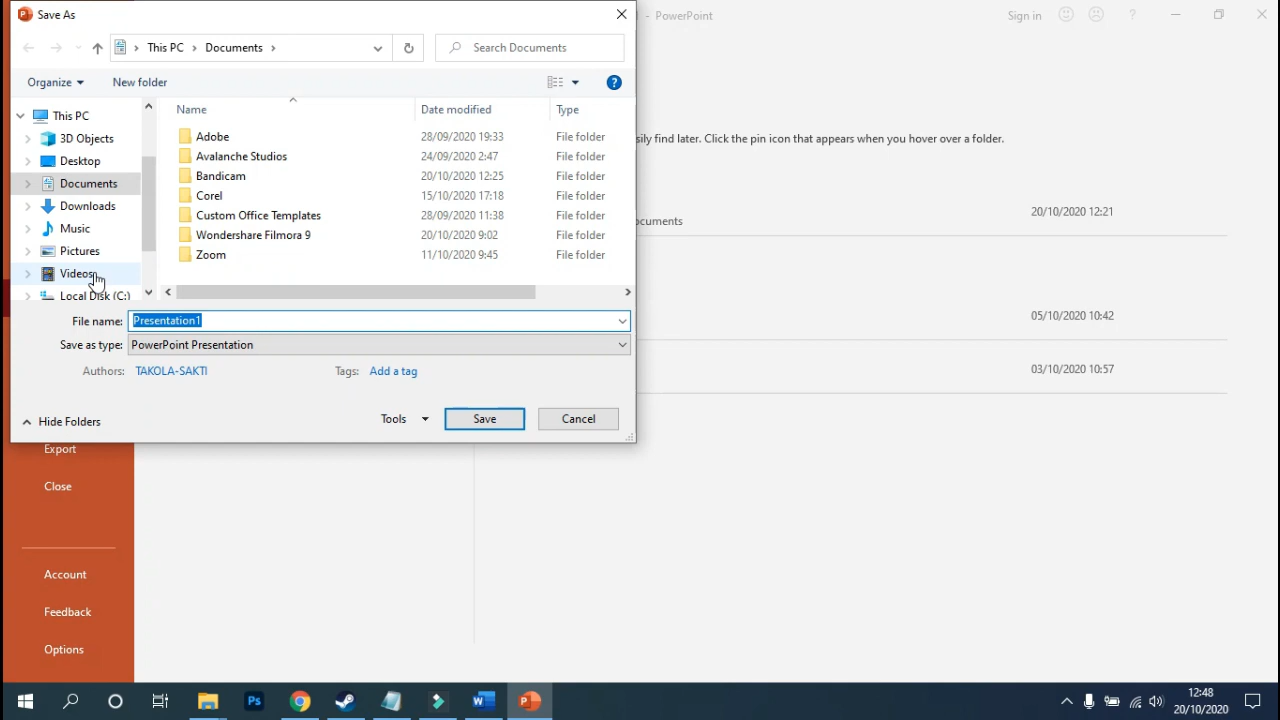 Save As
- PowerPoint
Sign in
?
This PC > Documents >
Search Documents
Organize
New folder
?
This PC
3D Objects
Desktop
Documents
Downloads
Music
Pictures
Videos
Local Disk (C:)
Name
Date modified
Type
Adobe 28/09/2020 19:33 File folder
Avalanche Studios 24/09/2020 2:47 File folder
Bandicam 20/10/2020 12:25 File folder
Corel 15/10/2020 17:18 File folder
Custom Office Templates 28/09/2020 11:38 File folder
Wondershare Filmora 9 20/10/2020 9:02 File folder
Zoom 11/10/2020 9:45 File folder
File name: Presentation1
Save as type: PowerPoint Presentation
Authors: TAKOLA-SAKTI
Tags: Add a tag
Hide Folders
Tools
Save
Cancel
find later. Click the pin icon that appears when you hover over a folder.
20/10/2020 12:21
05/10/2020 10:42
03/10/2020 10:57
Export
Close
Account
Feedback
Options
Ps
W
P
12:48
20/10/2020